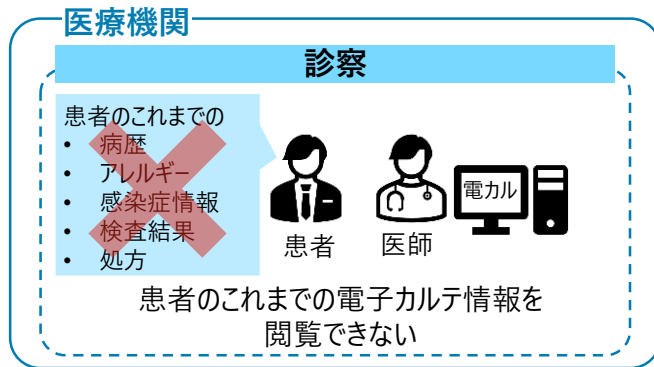 医療機関
診察
患者のこれまでの
• 病歴
• アレルギー
• 感染症情報
• 検査結果
• 処方
電カル
患者
医師
患者のこれまでの電子カルテ情報を
閲覧できない